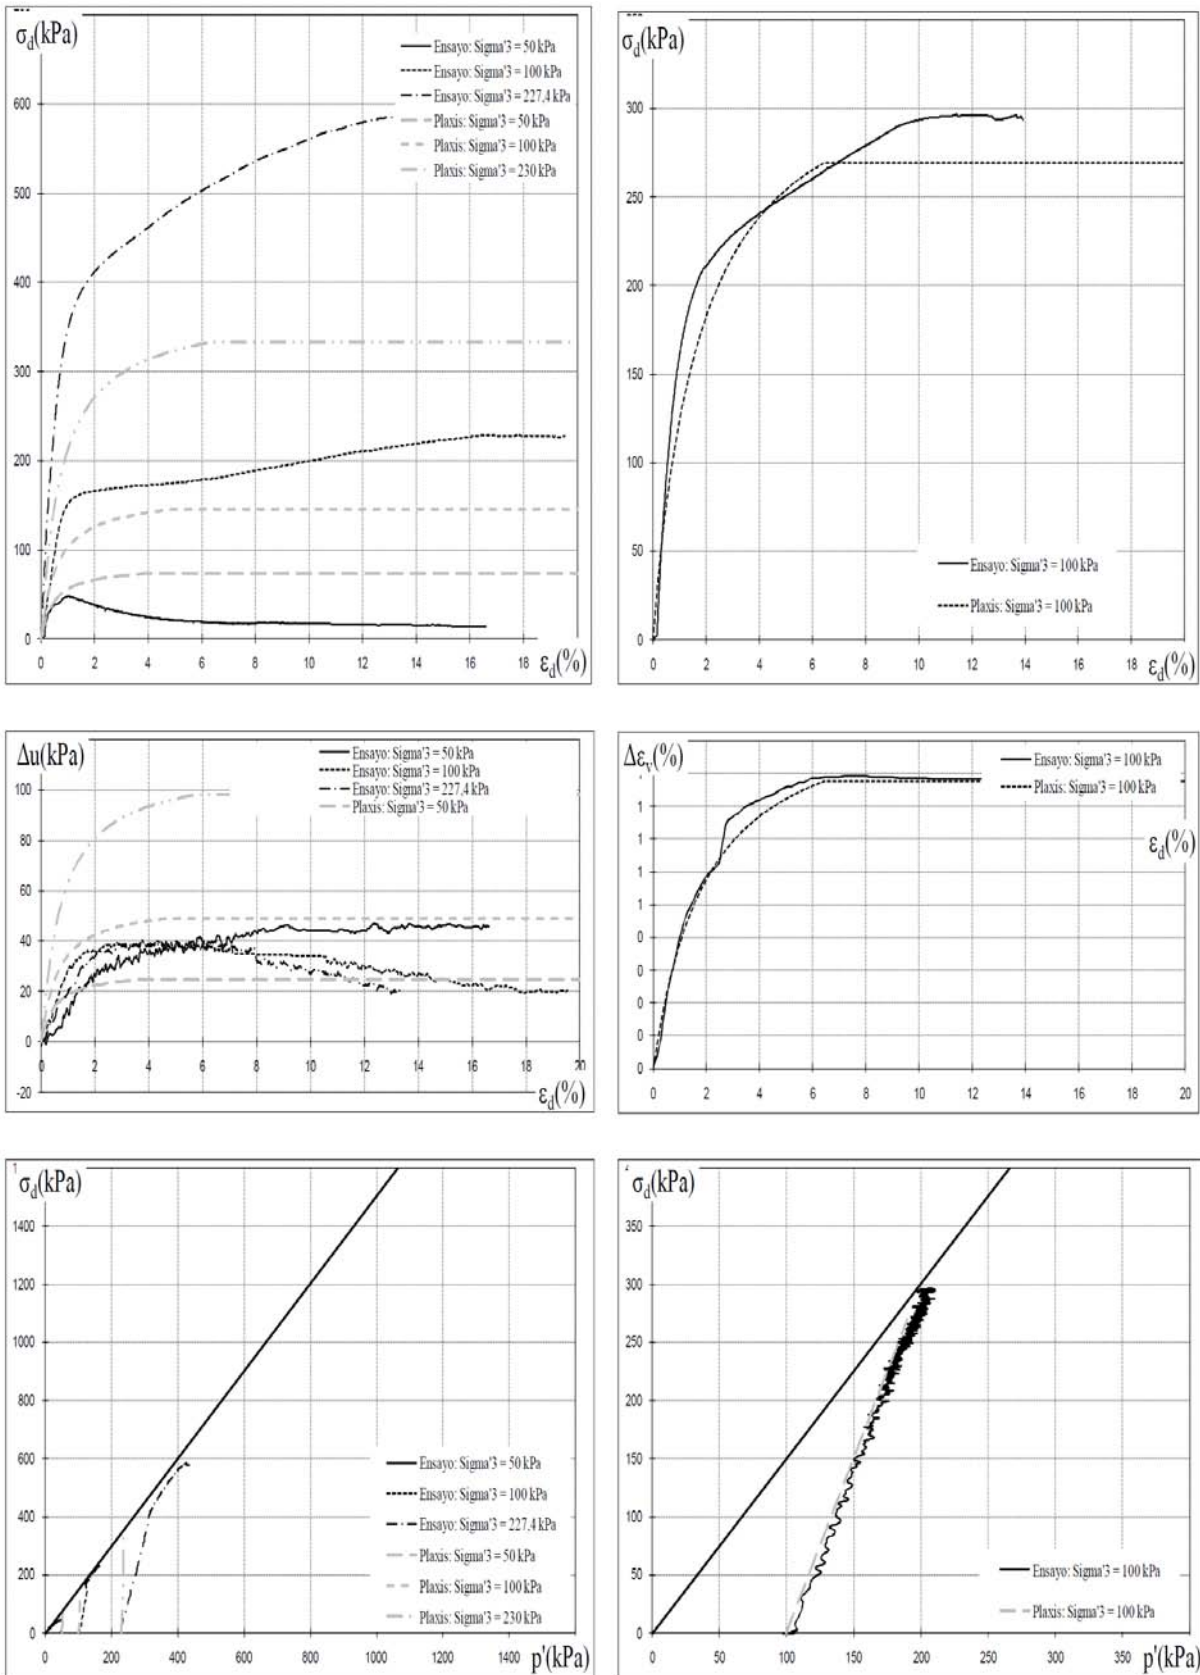 σd(kPa)
Ensayo: Sigma'3 = 50 kPa
Ensayo: Sigma'3 = 100 kPa
Ensayo: Sigma'3 = 227,4 kPa
Plaxis: Sigma'3 = 50 kPa
Plaxis: Sigma'3 = 100 kPa
Plaxis: Sigma'3 = 230 kPa
600
500
400
300
200
100
0
0 2 4 6 8 10 12 14 16 18
εd(%)
σd(kPa)
300
250
200
150
100
50
0
Ensayo: Sigma'3 = 100 kPa
Plaxis: Sigma'3 = 100 kPa
0 2 4 6 8 10 12 14 16 18
εd(%)
Δu(kPa)
Ensayo: Sigma'3 = 50 kPa
Ensayo: Sigma'3 = 100 kPa
Ensayo: Sigma'3 = 227,4 kPa
Plaxis: Sigma'3 = 50 kPa
100
80
60
40
20
0
-20
0 2 4 6 8 10 12 14 16 18 20
εd(%)
Δεv(%)
Ensayo: Sigma'3 = 100 kPa
Plaxis: Sigma'3 = 100 kPa
εd(%)
1
1
1
1
0
0
0
0
0
0 2 4 6 8 10 12 14 16 18 20
σd(kPa)
1400
1200
1000
800
600
400
200
0
Ensayo: Sigma'3 = 50 kPa
Ensayo: Sigma'3 = 100 kPa
Ensayo: Sigma'3 = 227,4 kPa
Plaxis: Sigma'3 = 50 kPa
Plaxis: Sigma'3 = 100 kPa
Plaxis: Sigma'3 = 230 kPa
0 200 400 600 800 1000 1200 1400
p'(kPa)
σd(kPa)
350
300
250
200
150
100
50
0
Ensayo: Sigma'3 = 100 kPa
Plaxis: Sigma'3 = 100 kPa
0 50 100 150 200 250 300 350
p'(kPa)